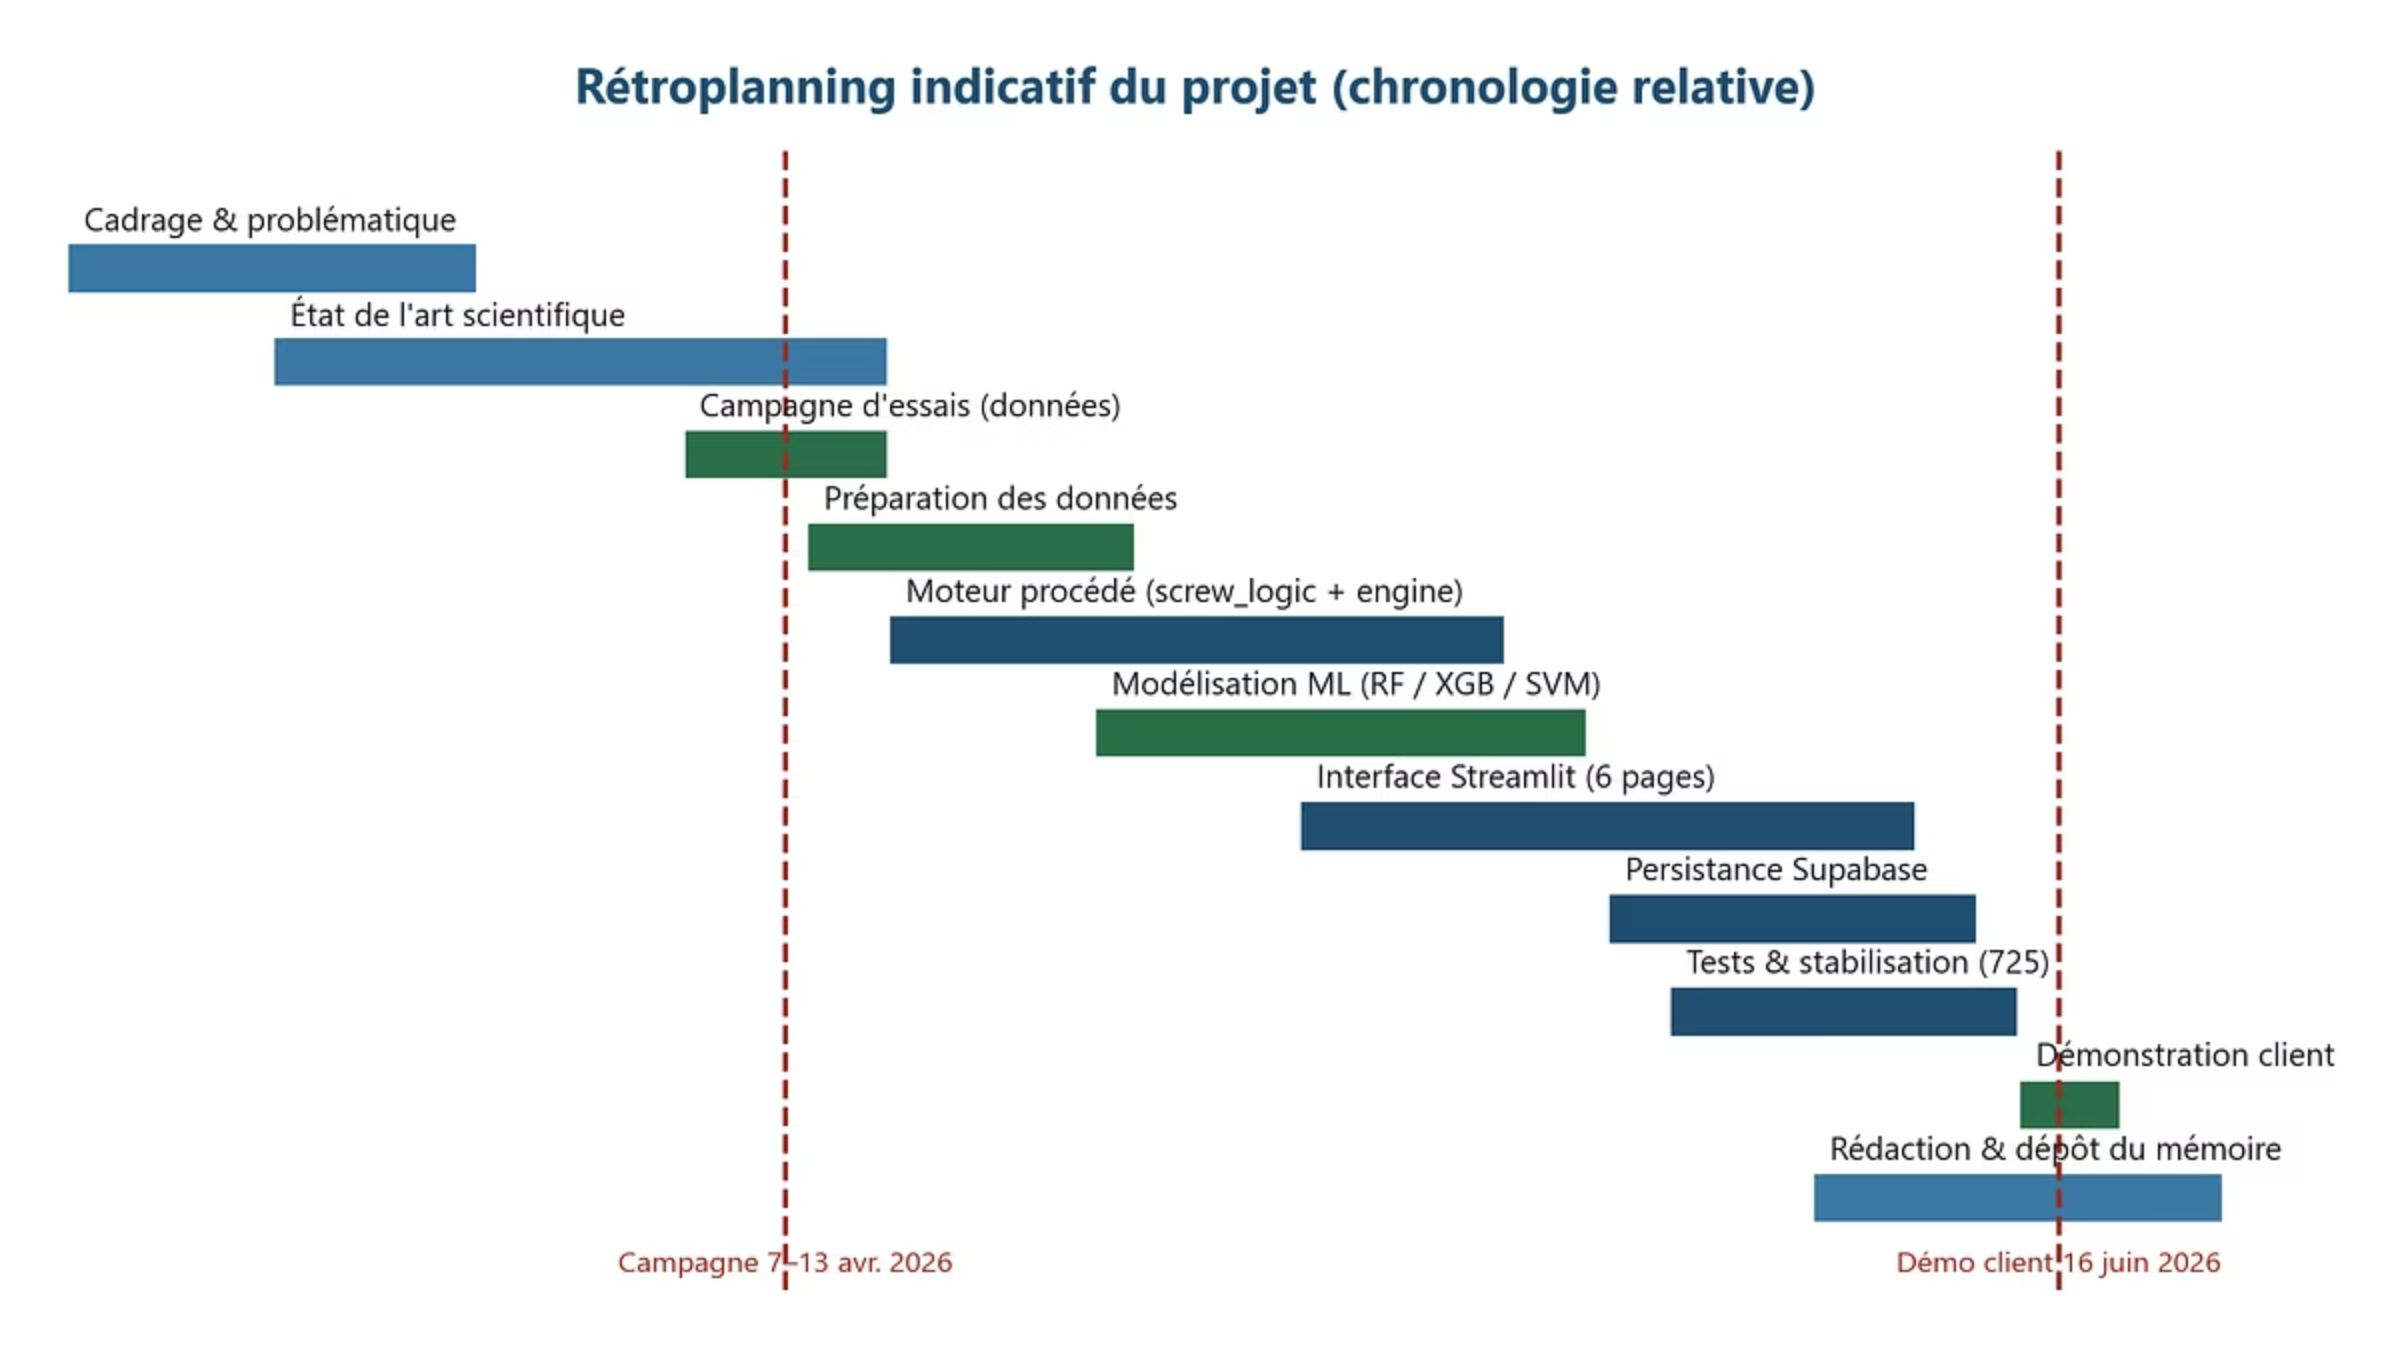 Rétroplanning indicatif du projet (chronologie relative)
Cadrage & problématique
État de l'art scientifique
Campagne d'essais (données)
Préparation des données
Moteur procédé (screw_logic + engine)
Modélisation ML (RF / XGB / SVM)
Interface Streamlit (6 pages)
Persistance Supabase
Tests & stabilisation (725)
Démonstration client
Rédaction & dépôt du mémoire
Campagne 7–13 avr. 2026
Démo client 16 juin 2026